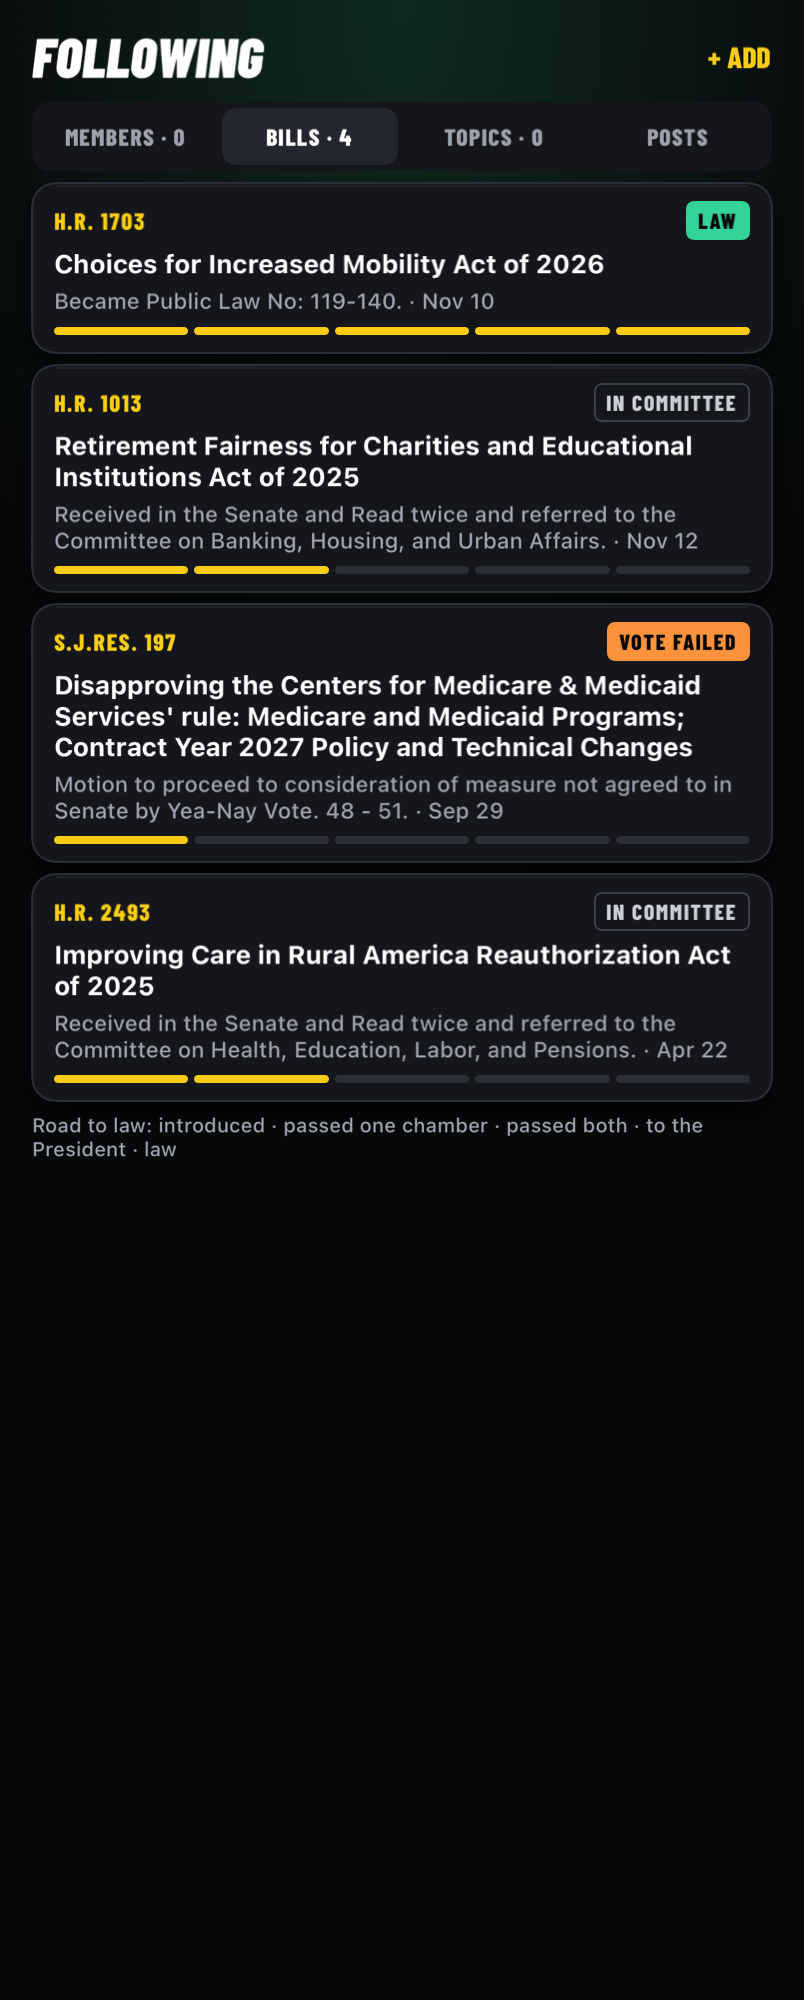 FOLLOWING
+ ADD
MEMBERS · 0
BILLS · 4
TOPICS · 0
POSTS
H.R. 1703
LAW
Choices for Increased Mobility Act of 2026
Became Public Law No: 119-140. · Nov 10
H.R. 1013
IN COMMITTEE
Retirement Fairness for Charities and Educational
Institutions Act of 2025
Received in the Senate and Read twice and referred to the
Committee on Banking, Housing, and Urban Affairs. · Nov 12
S.J.RES. 197
VOTE FAILED
Disapproving the Centers for Medicare & Medicaid
Services' rule: Medicare and Medicaid Programs;
Contract Year 2027 Policy and Technical Changes
Motion to proceed to consideration of measure not agreed to in
Senate by Yea-Nay Vote. 48 - 51. · Sep 29
H.R. 2493
IN COMMITTEE
Improving Care in Rural America Reauthorization Act
of 2025
Received in the Senate and Read twice and referred to the
Committee on Health, Education, Labor, and Pensions. · Apr 22
Road to law: introduced · passed one chamber · passed both · to the
President · law